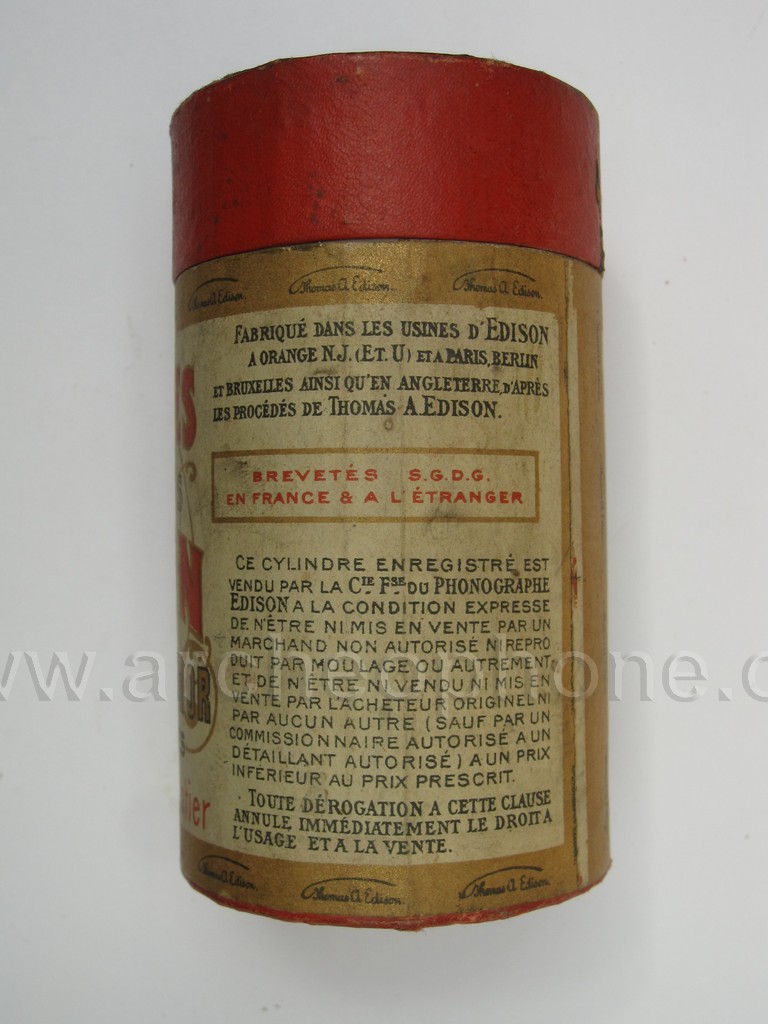 Thomas A. Edison.
Thomas A. Edison.
Thomas A. Edison.
FABRIQUÉ DANS LES USINES D'EDISON
A ORANGE N.J. (ET. U) ET A PARIS, BERLIN
ET BRUXELLES AINSI QU'EN ANGLETERRE, D'APRÈS
LES PROCÉDÉS DE THOMAS A. EDISON.
BREVETÉS S.G.D.G.
EN FRANCE & A L'ÉTRANGER
CE CYLINDRE ENREGISTRÉ EST
VENDU PAR LA CIE FSE DU PHONOGRAPHE
EDISON A LA CONDITION EXPRESSE
DE N'ÊTRE NI MIS EN VENTE PAR UN
MARCHAND NON AUTORISÉ NI REPRO
DUIT PAR MOULAGE OU AUTREMENT
ET DE N'ÊTRE NI VENDU NI MIS EN
VENTE PAR L'ACHETEUR ORIGINEL NI
PAR AUCUN AUTRE (SAUF PAR UN
COMMISSIONNAIRE AUTORISÉ A UN
DÉTAILLANT AUTORISÉ) A UN PRIX
INFÉRIEUR AU PRIX PRESCRIT.
TOUTE DÉROGATION A CETTE CLAUSE
ANNULE IMMÉDIATEMENT LE DROIT A
L'USAGE ET A LA VENTE.
Thomas A. Edison.
Thomas A. Edison.
Thomas A. Edison.
www.archeophone.o